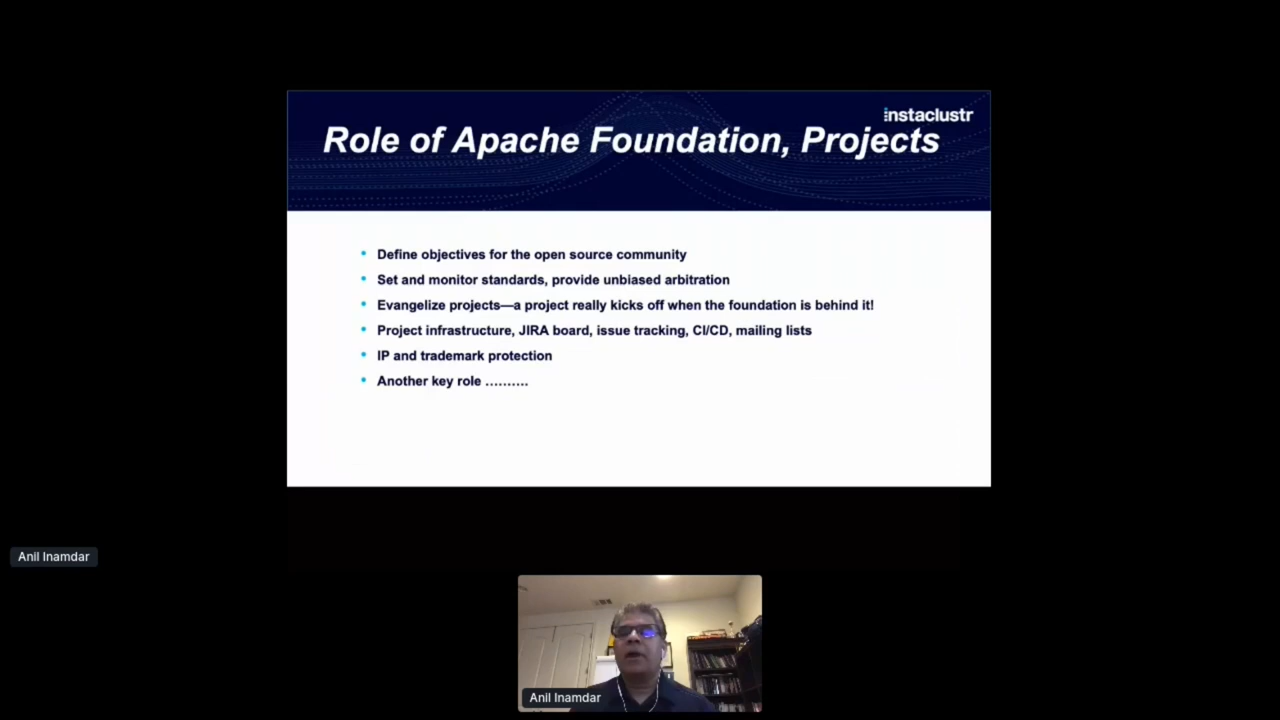 instaclustr
Role of Apache Foundation, Projects
Define objectives for the open source community
Set and monitor standards, provide unbiased arbitration
Evangelize projects—a project really kicks off when the foundation is behind it!
Project infrastructure, JIRA board, issue tracking, CI/CD, mailing lists
IP and trademark protection
Another key role ..........
Anil Inamdar
Anil Inamdar